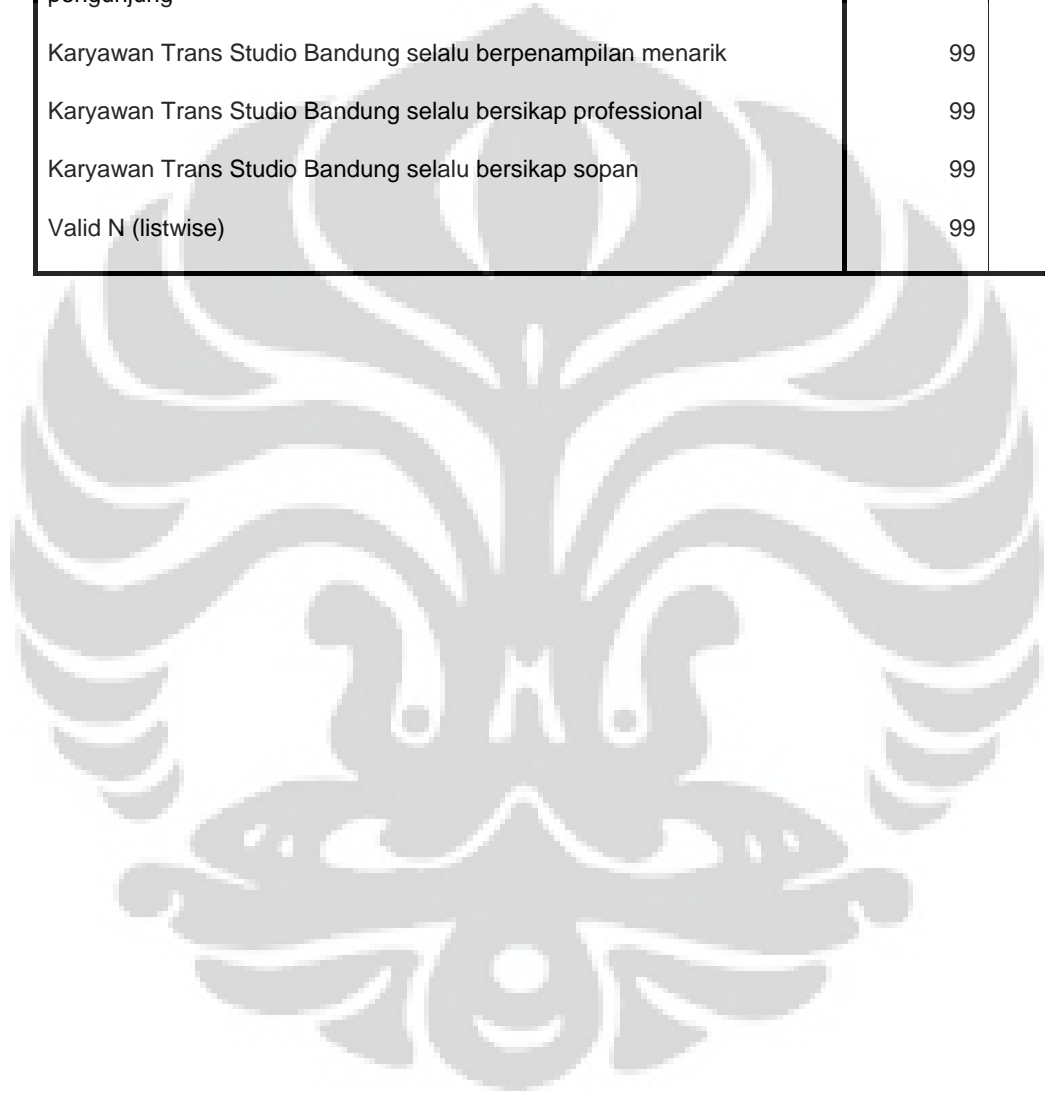 pengunjung
Karyawan Trans Studio Bandung selalu berpenampilan menarik 99
Karyawan Trans Studio Bandung selalu bersikap professional 99
Karyawan Trans Studio Bandung selalu bersikap sopan 99
Valid N (listwise) 99